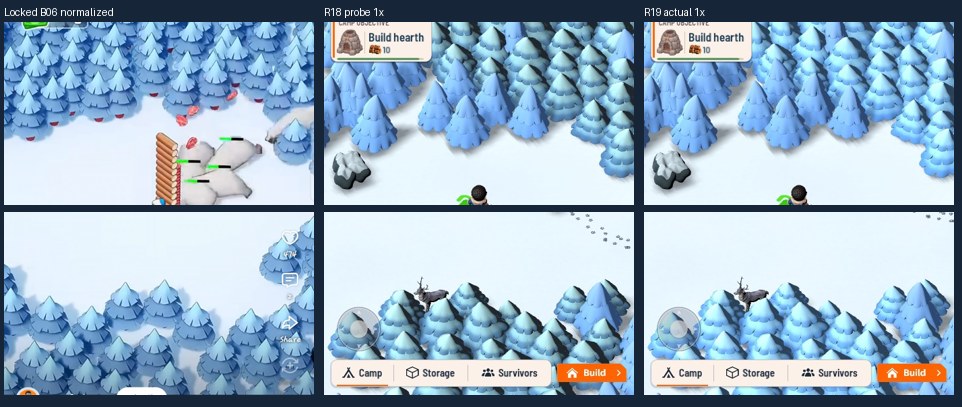 Locked B06 normalized
R18 probe 1x
R19 actual 1x
CAMP OBJECTIVE
Build hearth
10
CAMP OBJECTIVE
Build hearth
10
Share
Camp
Storage
Survivors
Build
Camp
Storage
Survivors
Build